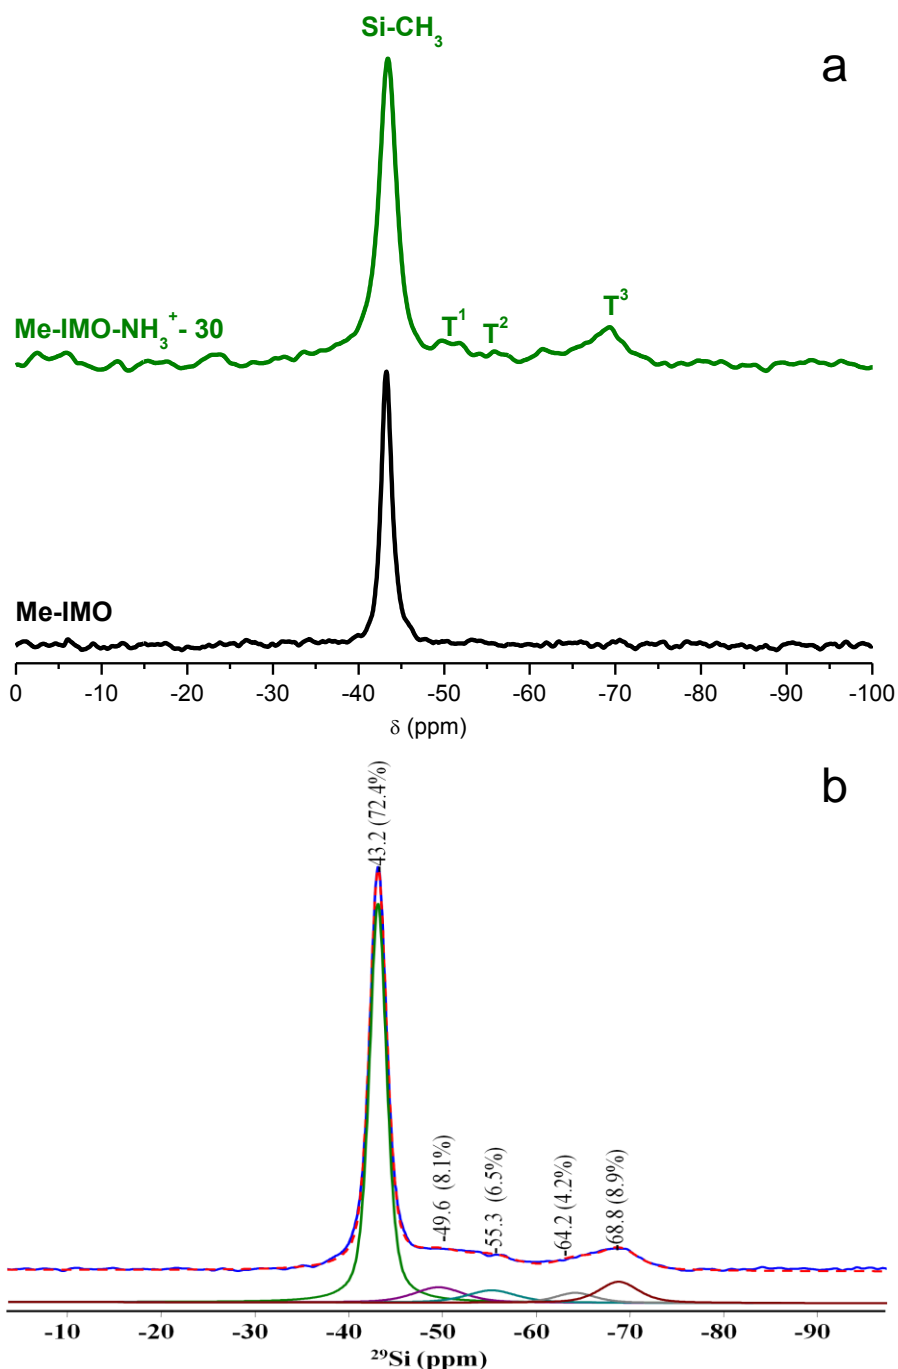 Si-CH₃
a
T¹
T²
T³
Me-IMO-NH₃⁺- 30
Me-IMO
0 -10 -20 -30 -40 -50 -60 -70 -80 -90 -100
δ (ppm)
b
-43.2 (72.4%)
-49.6 (8.1%)
-55.3 (6.5%)
-64.2 (4.2%)
-68.8 (8.9%)
-10 -20 -30 -40 -50 -60 -70 -80 -90
²⁹Si (ppm)